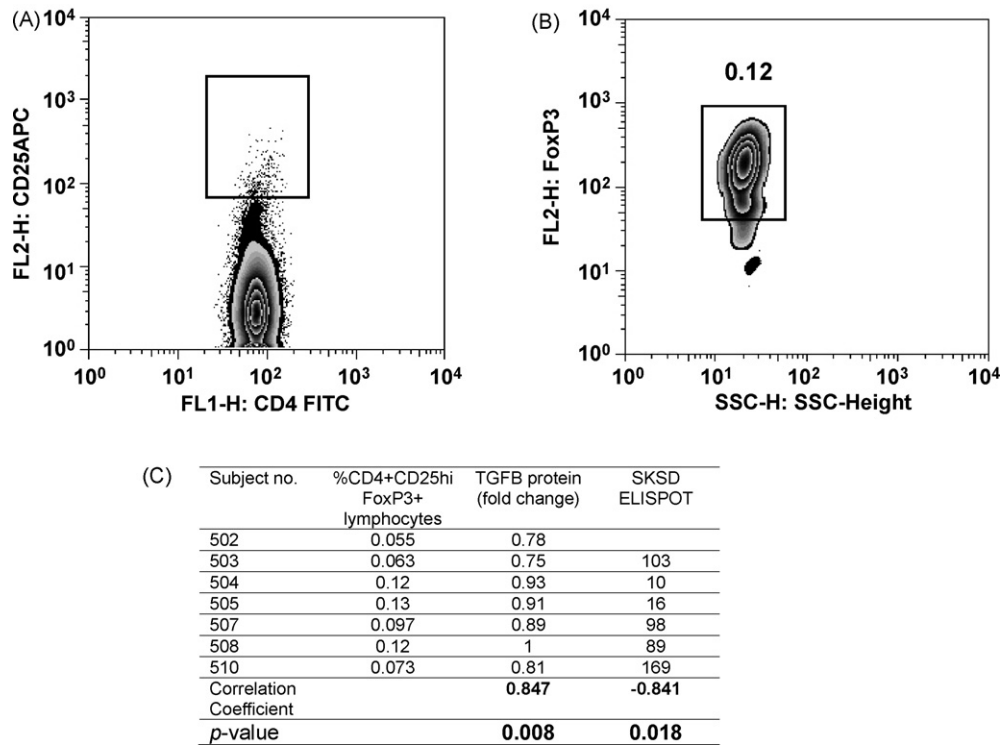 (A)
10⁴
10³
10²
10¹
10⁰
FL2-H: CD25APC
10⁰ 10¹ 10² 10³ 10⁴
FL1-H: CD4 FITC
(B)
0.12
10⁴
10³
10²
10¹
10⁰
FL2-H: FoxP3
10⁰ 10¹ 10² 10³ 10⁴
SSC-H: SSC-Height
(C)
Subject no. %CD4+CD25hi TGFB protein SKSD
FoxP3+ (fold change) ELISPOT
lymphocytes
502 0.055 0.78
503 0.063 0.75 103
504 0.12 0.93 10
505 0.13 0.91 16
507 0.097 0.89 98
508 0.12 1 89
510 0.073 0.81 169
Correlation 0.847 -0.841
Coefficient
p-value 0.008 0.018